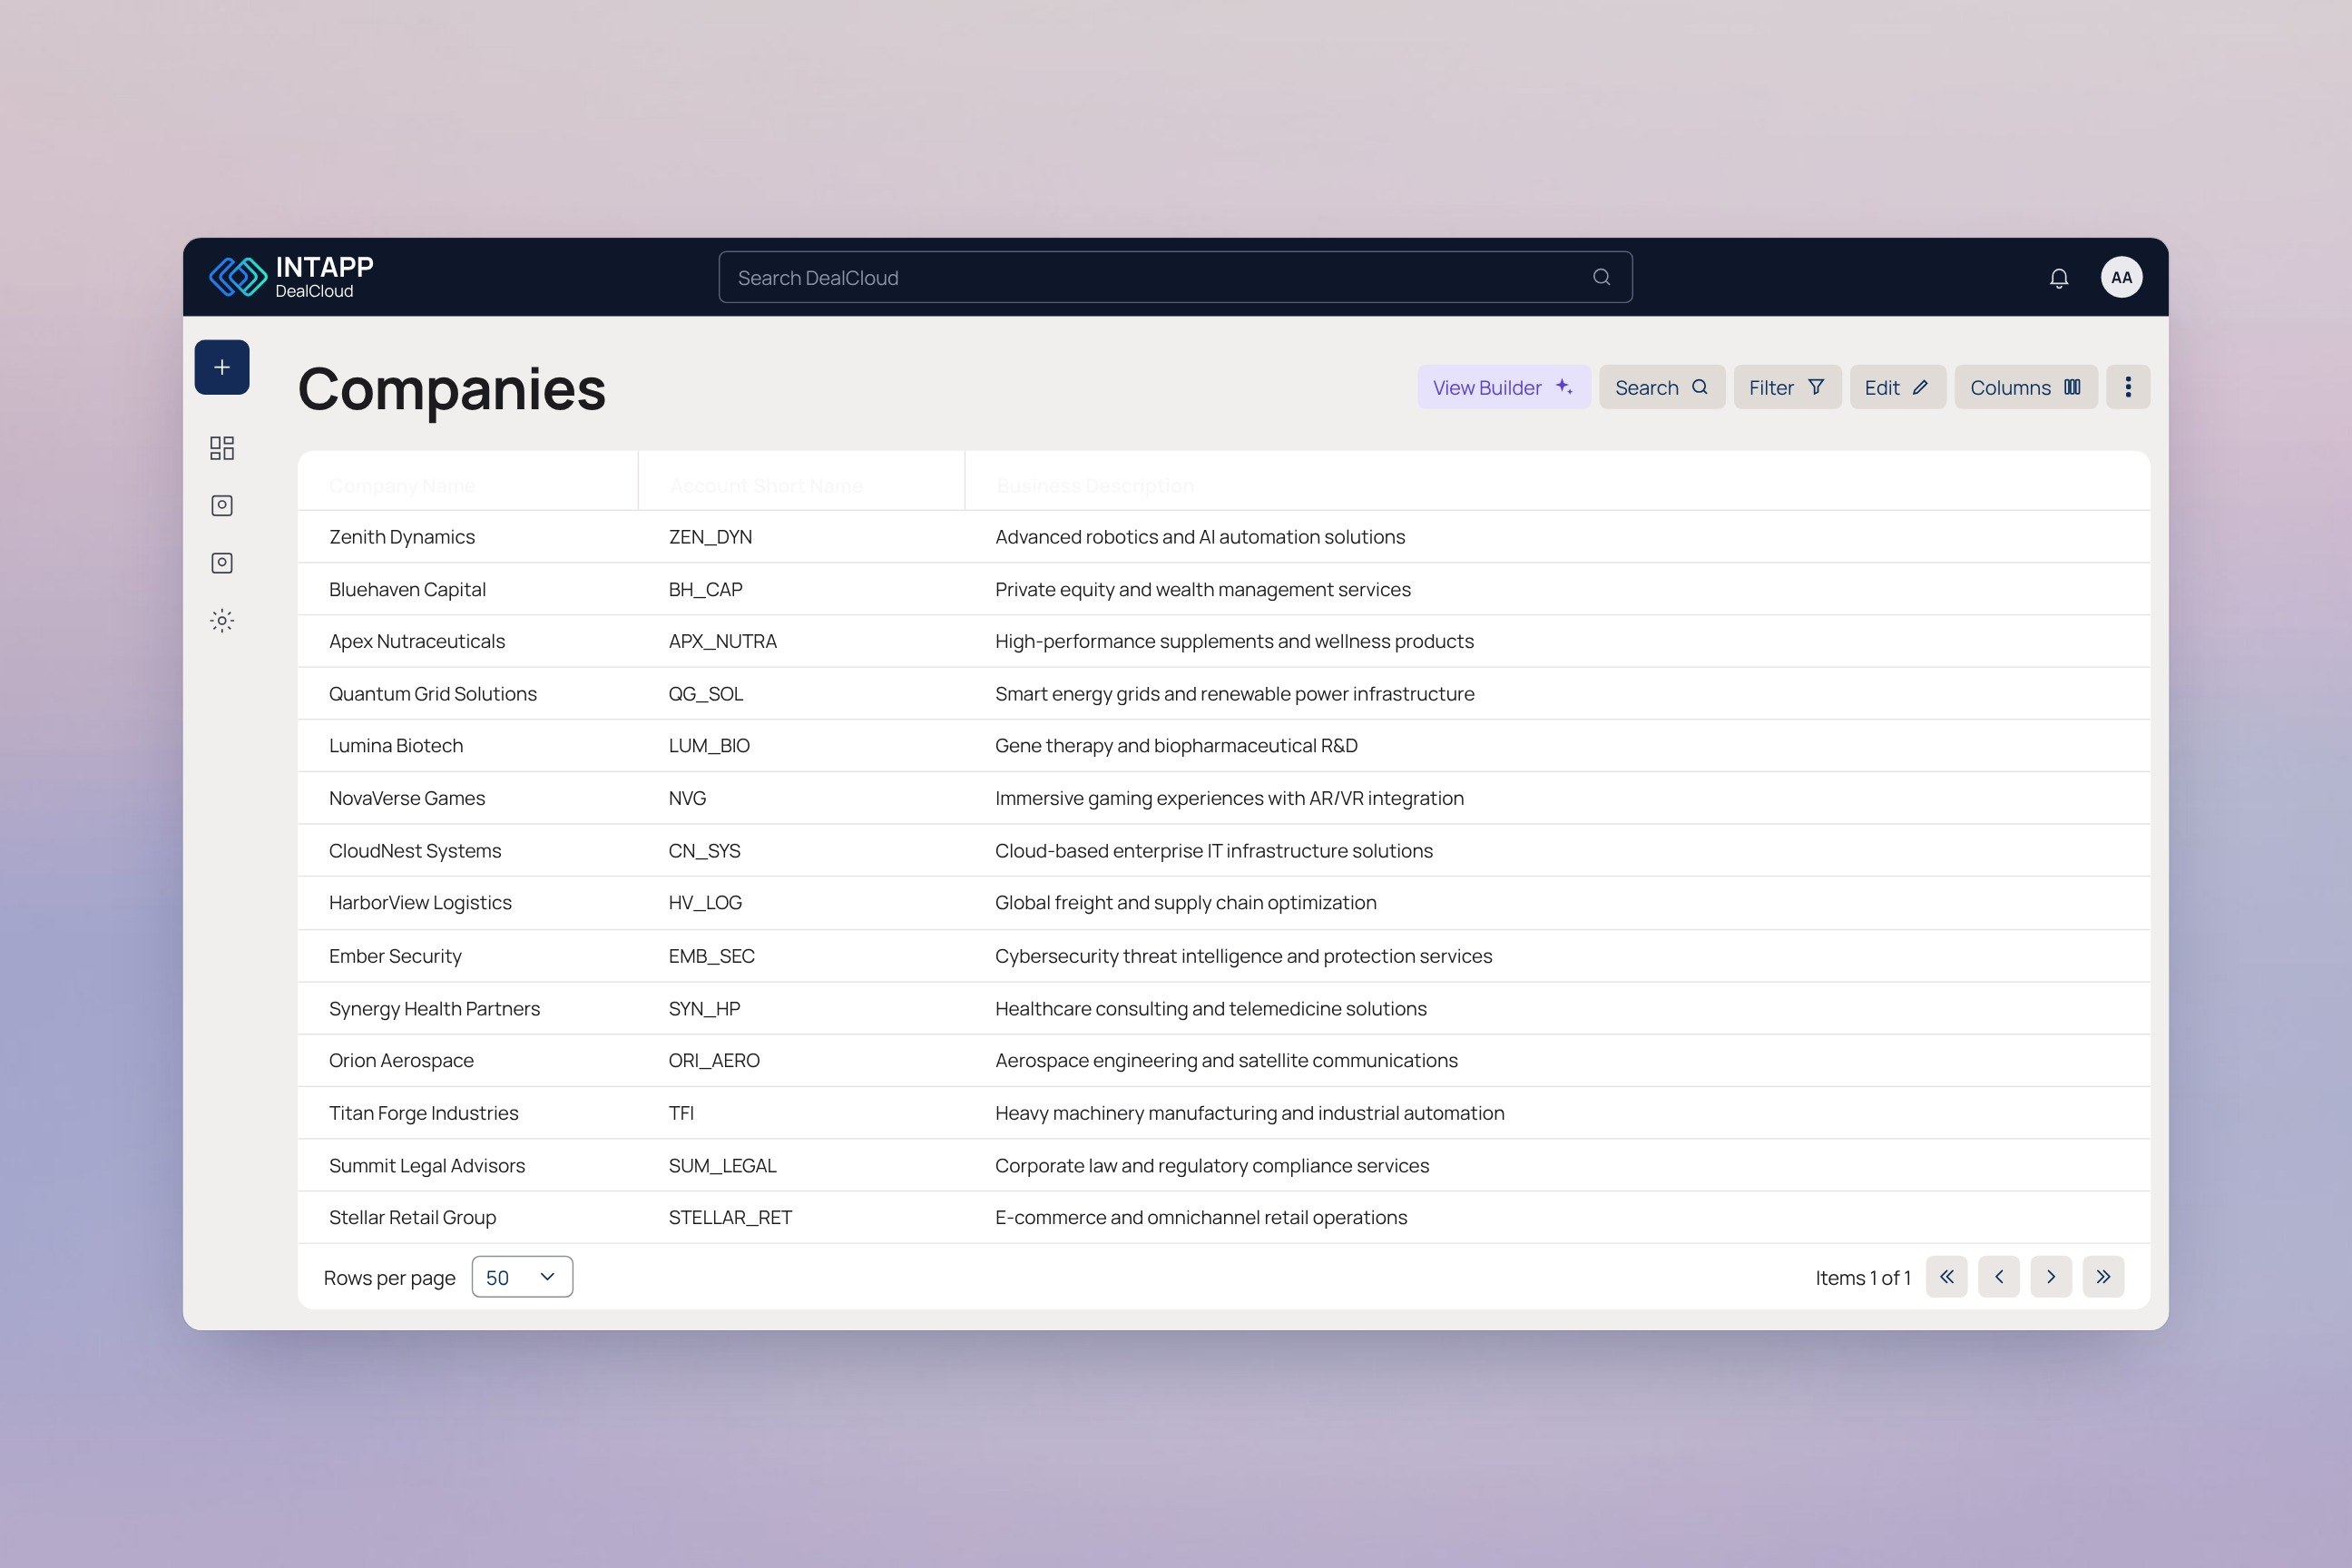 INTAPP
DealCloud
Search DealCloud
AA
Companies
View Builder
Search
Filter
Edit
Columns
Company Name Account Short Name Business Description
Zenith Dynamics ZEN_DYN Advanced robotics and AI automation solutions
Bluehaven Capital BH_CAP Private equity and wealth management services
Apex Nutraceuticals APX_NUTRA High-performance supplements and wellness products
Quantum Grid Solutions QG_SOL Smart energy grids and renewable power infrastructure
Lumina Biotech LUM_BIO Gene therapy and biopharmaceutical R&D
NovaVerse Games NVG Immersive gaming experiences with AR/VR integration
CloudNest Systems CN_SYS Cloud-based enterprise IT infrastructure solutions
HarborView Logistics HV_LOG Global freight and supply chain optimization
Ember Security EMB_SEC Cybersecurity threat intelligence and protection services
Synergy Health Partners SYN_HP Healthcare consulting and telemedicine solutions
Orion Aerospace ORI_AERO Aerospace engineering and satellite communications
Titan Forge Industries TFI Heavy machinery manufacturing and industrial automation
Summit Legal Advisors SUM_LEGAL Corporate law and regulatory compliance services
Stellar Retail Group STELLAR_RET E-commerce and omnichannel retail operations
Rows per page 50 Items 1 of 1